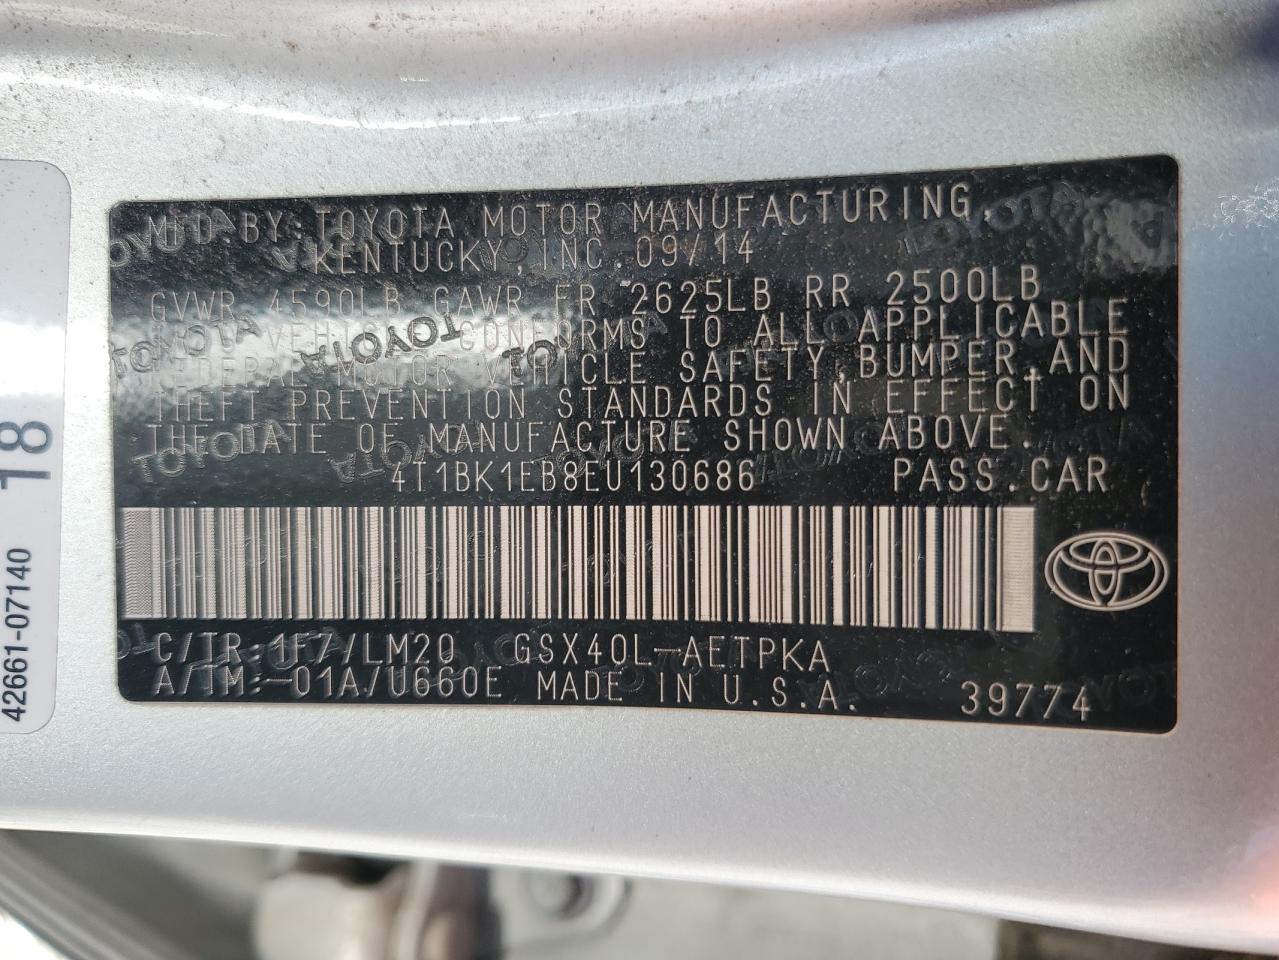 MFD.BY:TOYOTA MOTOR MANUFACTURING,
KENTUCKY,INC. 09/14
GVWR 4590LB GAWR FR 2625LB RR 2500LB
THIS VEHICLE CONFORMS TO ALL APPLICABLE
FEDERAL MOTOR VEHICLE SAFETY,BUMPER,AND
THEFT PREVENTION STANDARDS IN EFFECT ON
THE DATE OF MANUFACTURE SHOWN ABOVE.
4T1BK1EB8EU130686 PASS.CAR
C/TR:1F7/LM20 GSX40L-AETPKA
A/TM:-01A/U660E MADE IN U.S.A. 39774
42661-07140 18